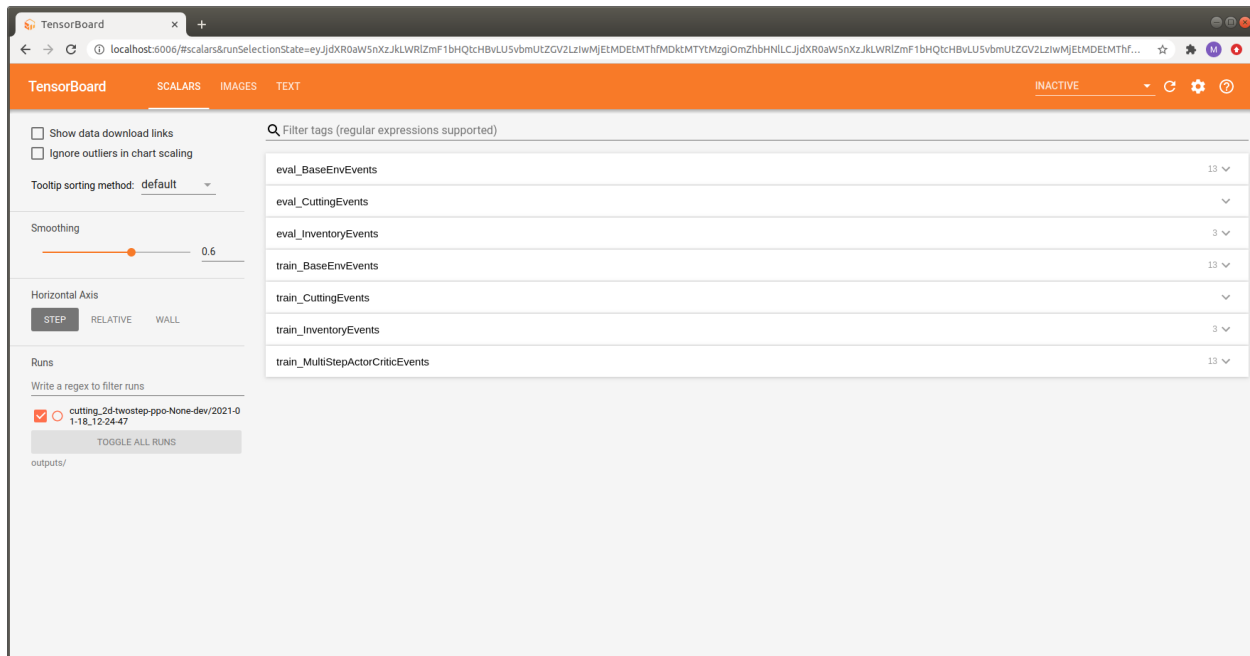 TensorBoard
localhost:6006/#scalars&runSelectionState=eyJjdXR0aW5nXzJkLWRlZmF1bHQtcHBvLU5vbmUtZGV2LzIwMjEtMDEtMThfMDktMTYtMzgiOmZhbHNlLCJjdXR0aW5nXzJkLWRlZmF1bHQtcHBvLU5vbmUtZGV2LzIwMjEtMDEtMThf...
M
TensorBoard SCALARS IMAGES TEXT INACTIVE
Show data download links
Ignore outliers in chart scaling
Tooltip sorting method: default
Smoothing
0.6
Horizontal Axis
STEP RELATIVE WALL
Runs
Write a regex to filter runs
cutting_2d-twostep-ppo-None-dev/2021-0
1-18_12-24-47
TOGGLE ALL RUNS
outputs/
Filter tags (regular expressions supported)
eval_BaseEnvEvents 13
eval_CuttingEvents
eval_InventoryEvents 3
train_BaseEnvEvents 13
train_CuttingEvents
train_InventoryEvents 3
train_MultiStepActorCriticEvents 13